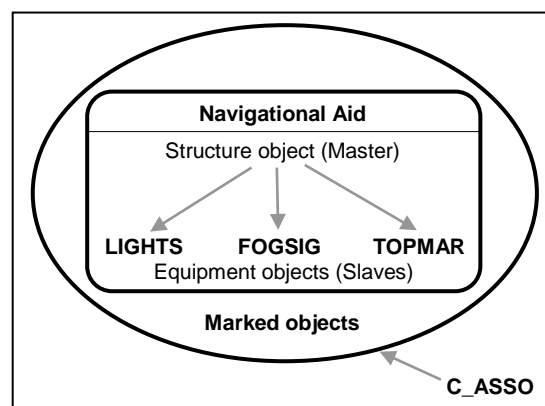 Navigational Aid
Structure object (Master)
LIGHTS FOGSIG TOPMAR
Equipment objects (Slaves)
Marked objects
C_ASSO